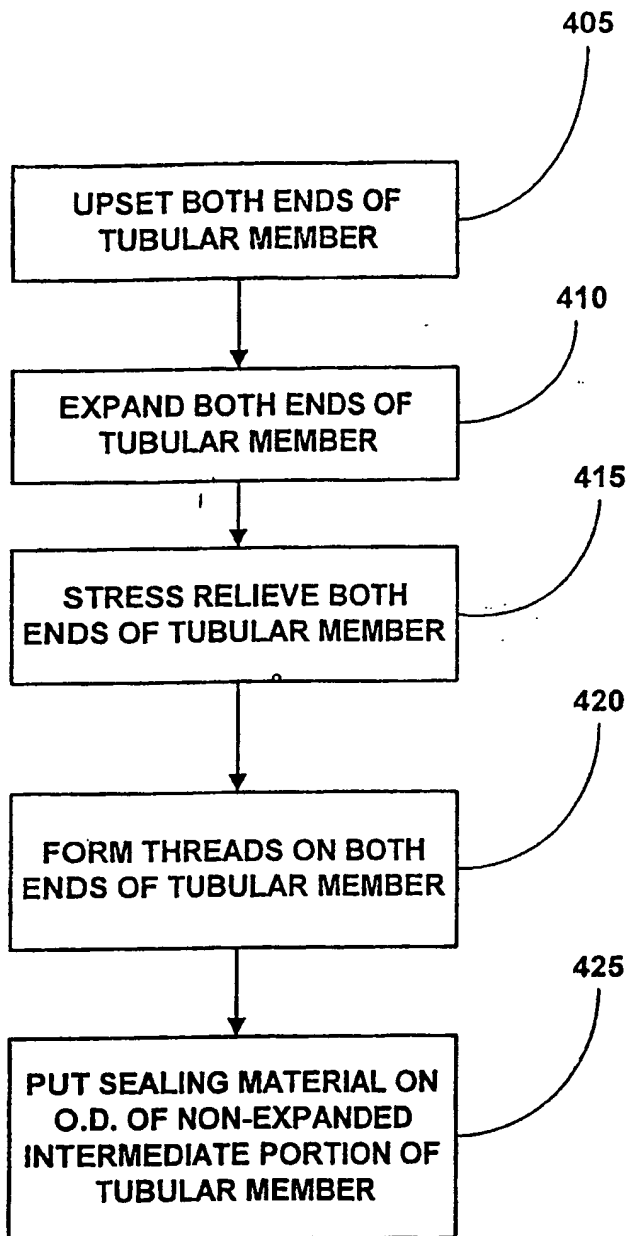 405
UPSET BOTH ENDS OF
TUBULAR MEMBER
410
EXPAND BOTH ENDS OF
TUBULAR MEMBER
415
STRESS RELIEVE BOTH
ENDS OF TUBULAR MEMBER
420
FORM THREADS ON BOTH
ENDS OF TUBULAR MEMBER
425
PUT SEALING MATERIAL ON
O.D. OF NON-EXPANDED
INTERMEDIATE PORTION OF
TUBULAR MEMBER